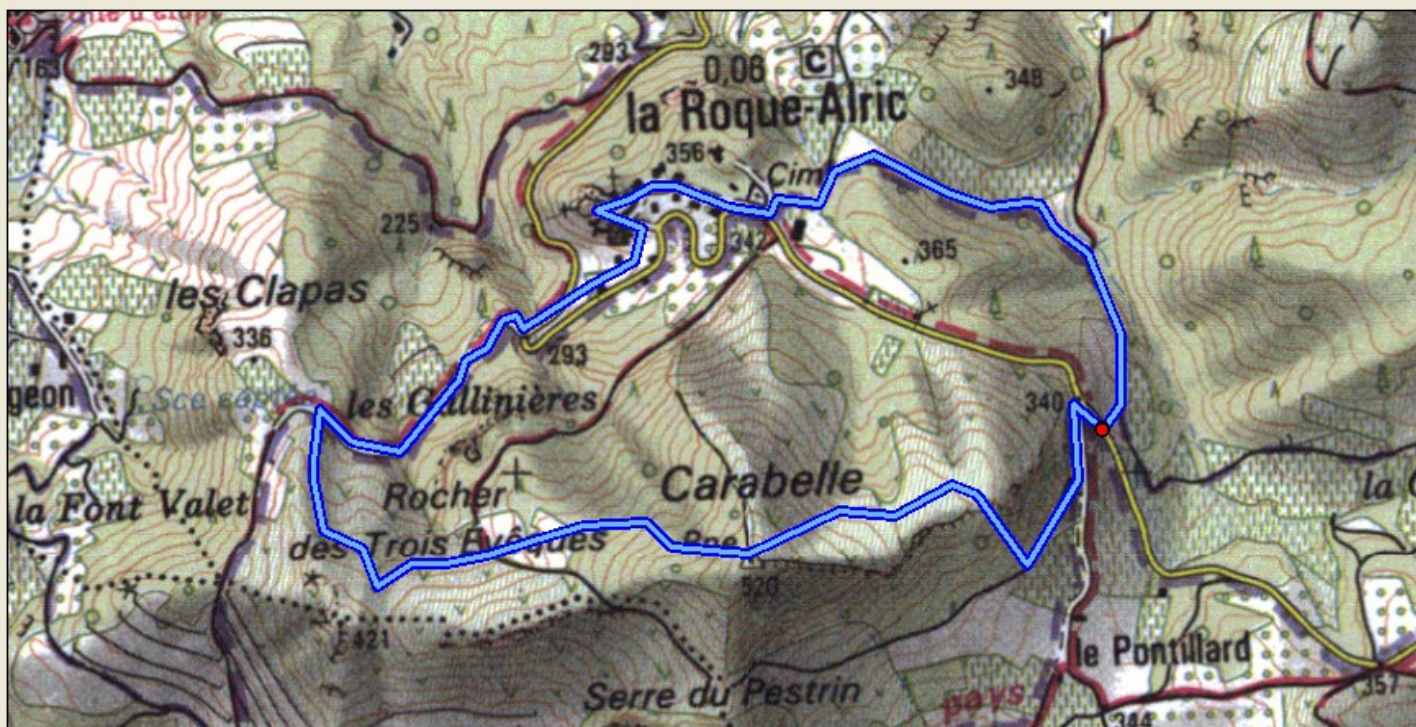 163
293
0,06 C
348
la Roque-Alric
356
Cim
225
342
365
les Clapas
336
293
geon
Sce
les Gallinières
340
Carabelle
la Font Valet
Rocher
des Trois Évêques
520
421
le Pontillard
Serre du Pestrin
pays
357
344